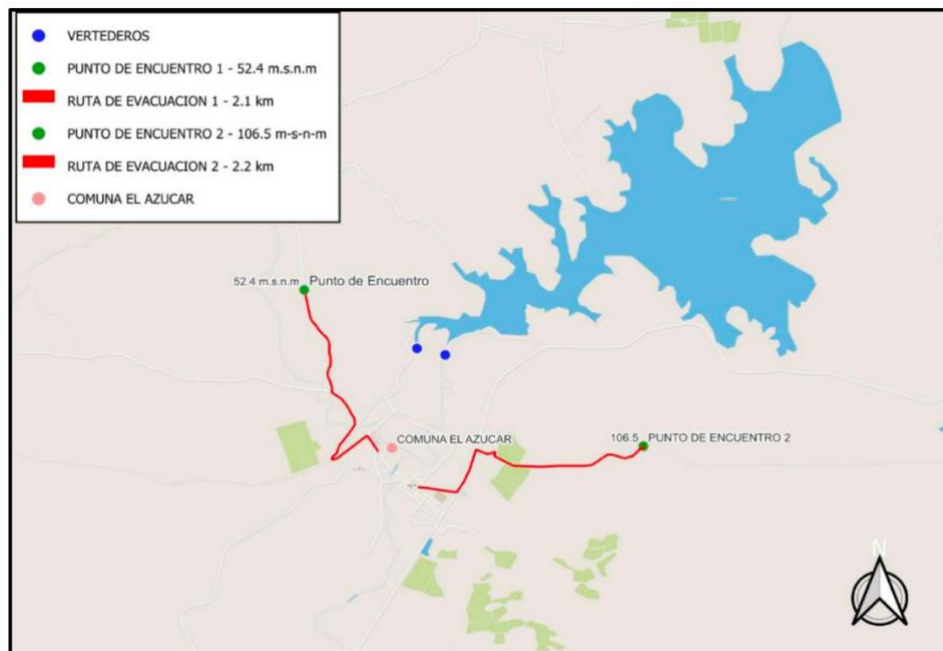 VERTEDEROS
PUNTO DE ENCUENTRO 1 - 52.4 m.s.n.m
RUTA DE EVACUACION 1 - 2.1 km
PUNTO DE ENCUENTRO 2 - 106.5 m-s-n-m
RUTA DE EVACUACION 2 - 2.2 km
COMUNA EL AZUCAR
52.4 m.s.n.m Punto de Encuentro
COMUNA EL AZUCAR
106.5 PUNTO DE ENCUENTRO 2
N